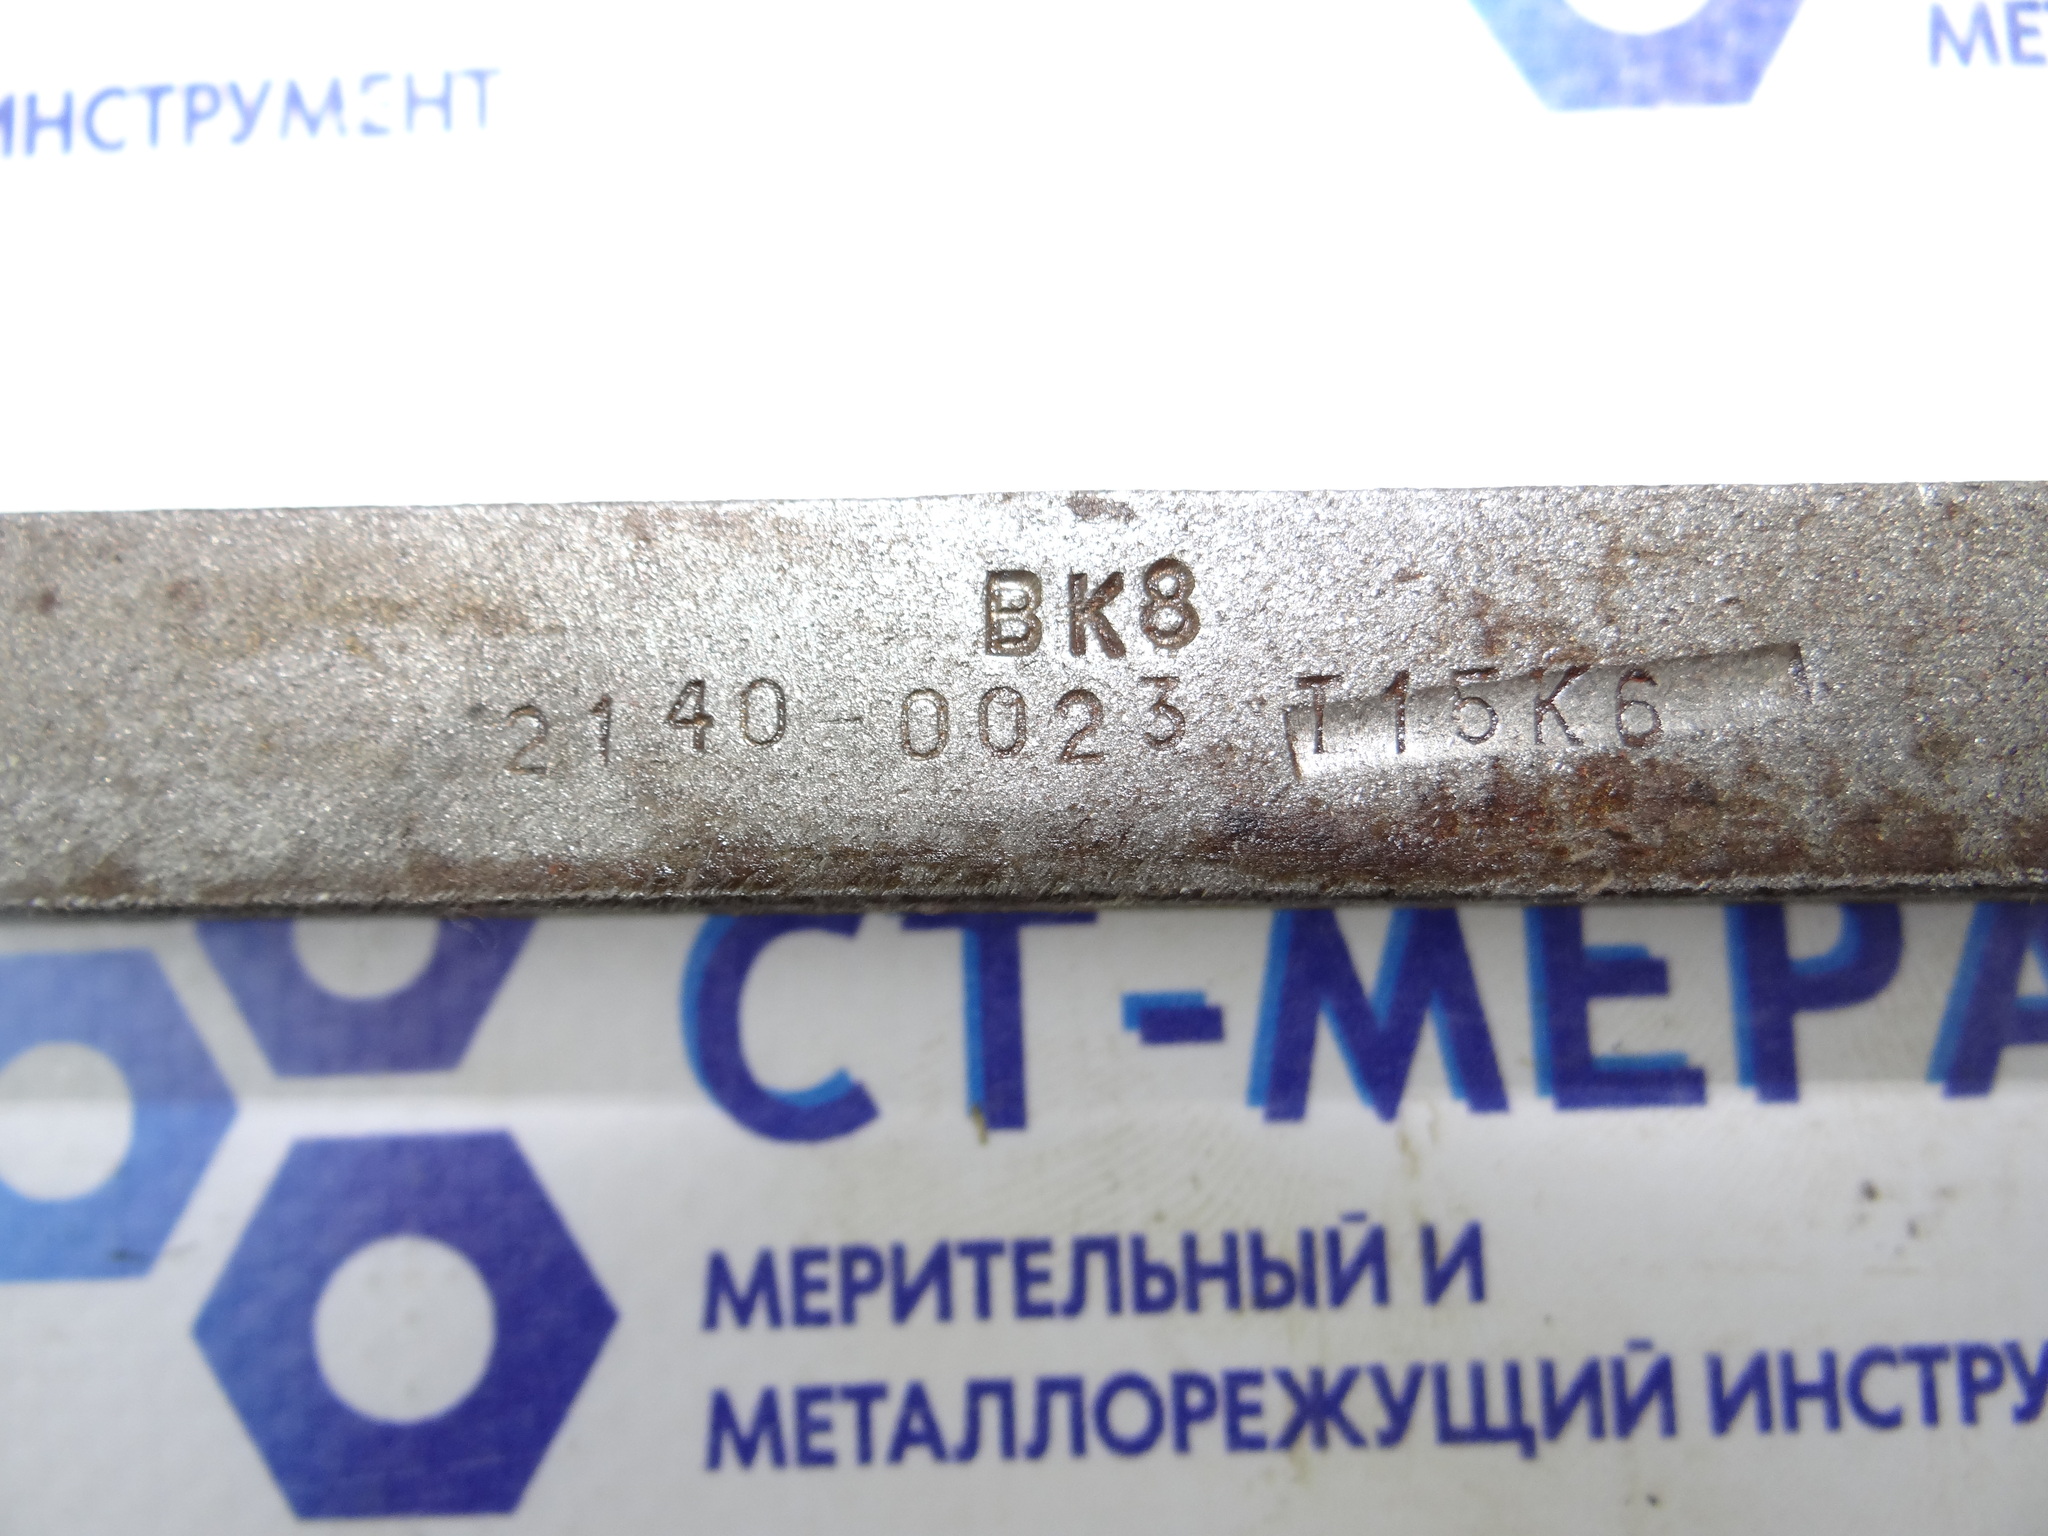 ИНСТРУМЕНТ
ВК8
2140-0023 Т15К6
СТ-МЕРА
МЕРИТЕЛЬНЫЙ И
МЕТАЛЛОРЕЖУЩИЙ ИНСТРУ